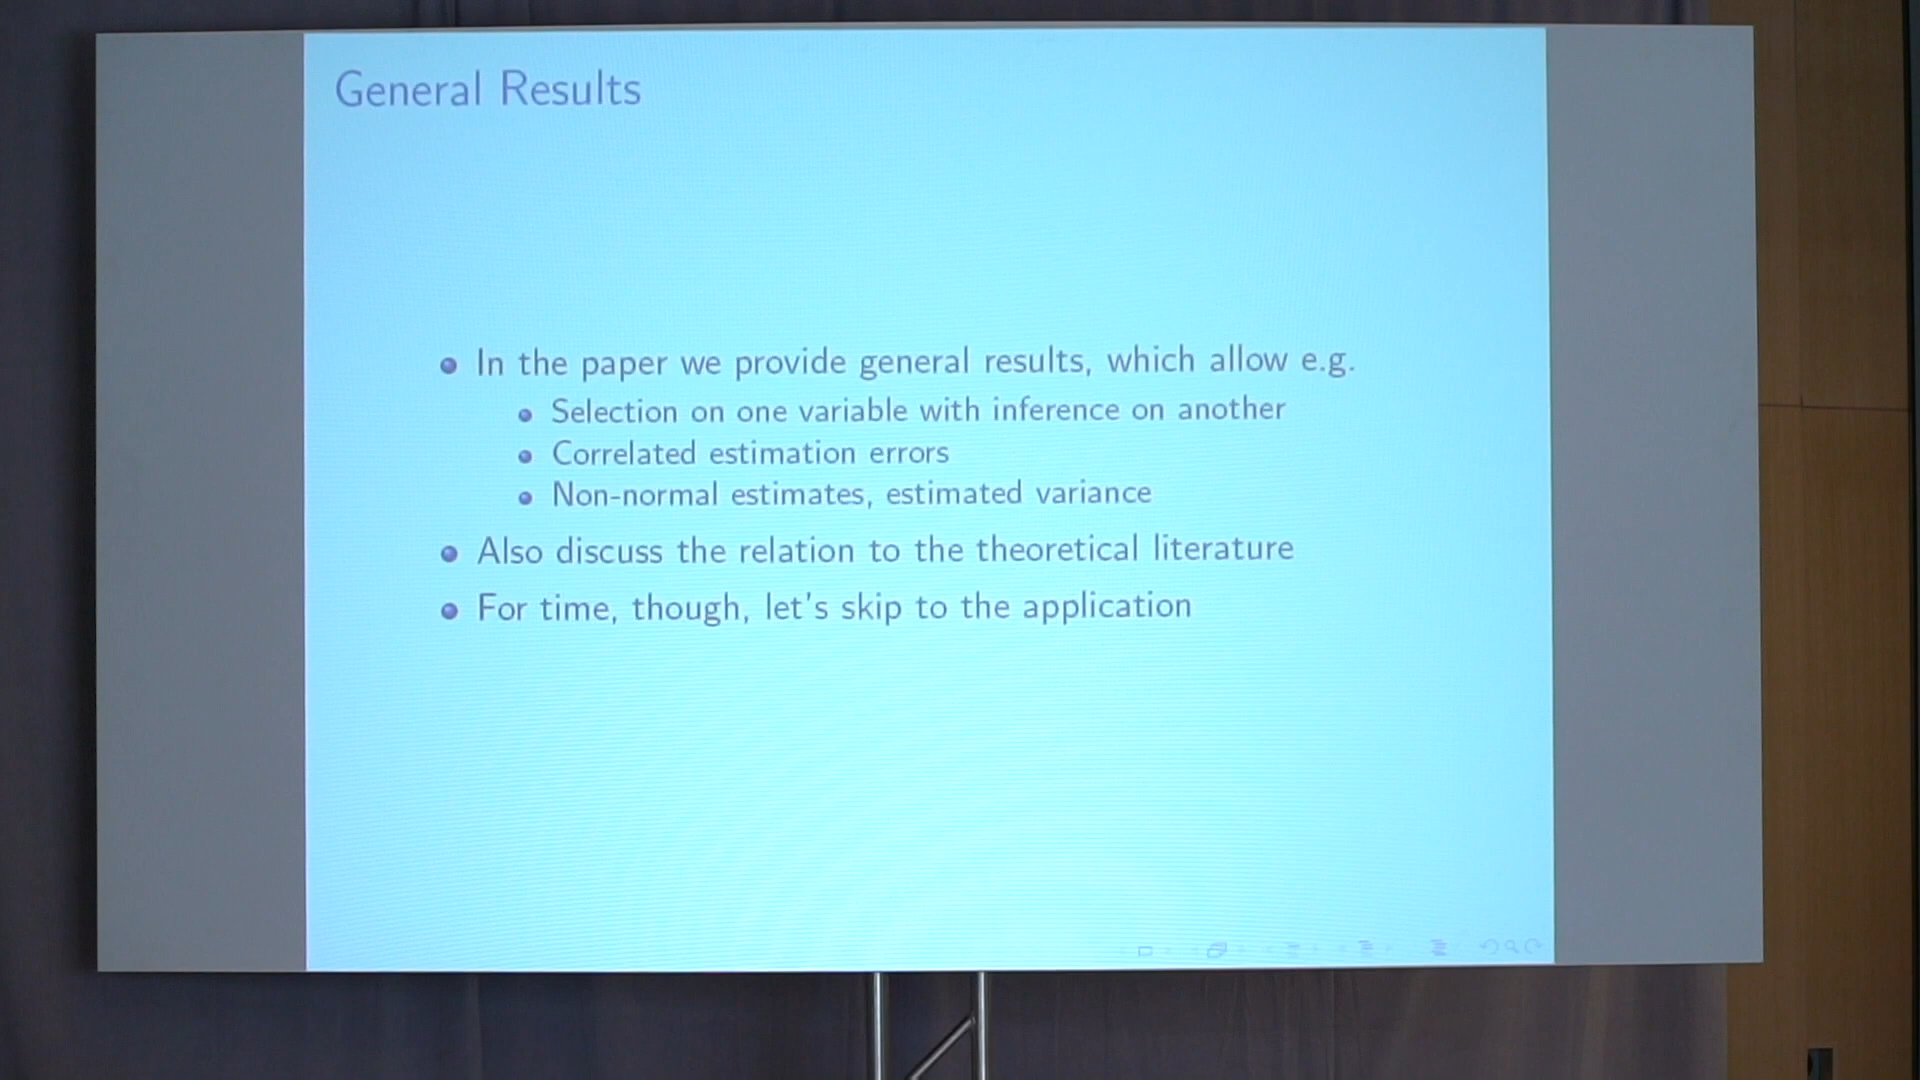 General Results
In the paper we provide general results, which allow e.g.
Selection on one variable with inference on another
Correlated estimation errors
Non-normal estimates, estimated variance
Also discuss the relation to the theoretical literature
For time, though, let's skip to the application